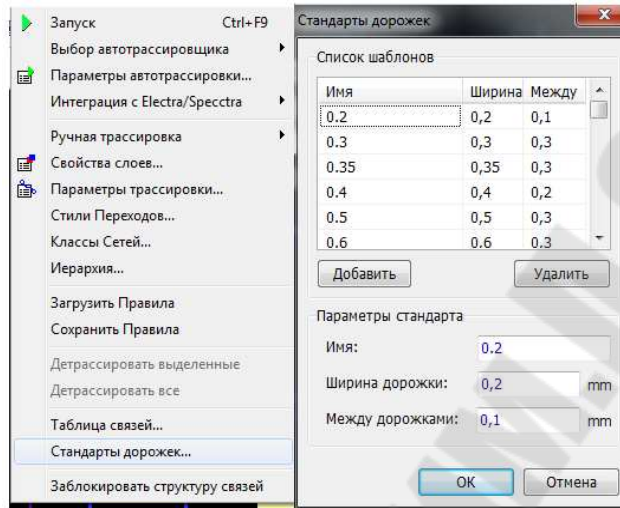 Запуск Ctrl+F9
Выбор автотрассировщика
Параметры автотрассировки...
Интеграция с Electra/Specctra
Ручная трассировка
Свойства слоев...
Параметры трассировки...
Стили Переходов...
Классы Сетей...
Иерархия...
Загрузить Правила
Сохранить Правила
Детрассировать выделенные
Детрассировать все
Таблица связей...
Стандарты дорожек...
Заблокировать структуру связей
Стандарты дорожек
Список шаблонов
Имя Ширина Между
0.2 0,2 0,1
0.3 0,3 0,3
0.35 0,35 0,3
0.4 0,4 0,2
0.5 0,5 0,3
0.6 0.6 0.3
Добавить Удалить
Параметры стандарта
Имя: 0.2
Ширина дорожки: 0,2 mm
Между дорожками: 0,1 mm
OK Отмена